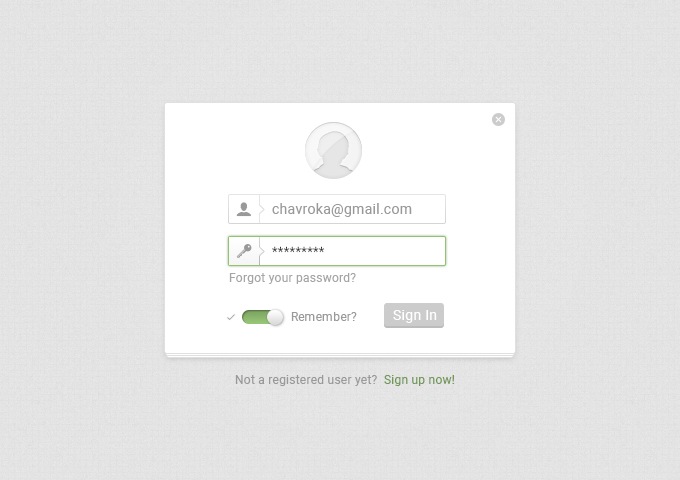 chavroka@gmail.com
*********
Forgot your password?
Remember?
Sign In
Not a registered user yet? Sign up now!